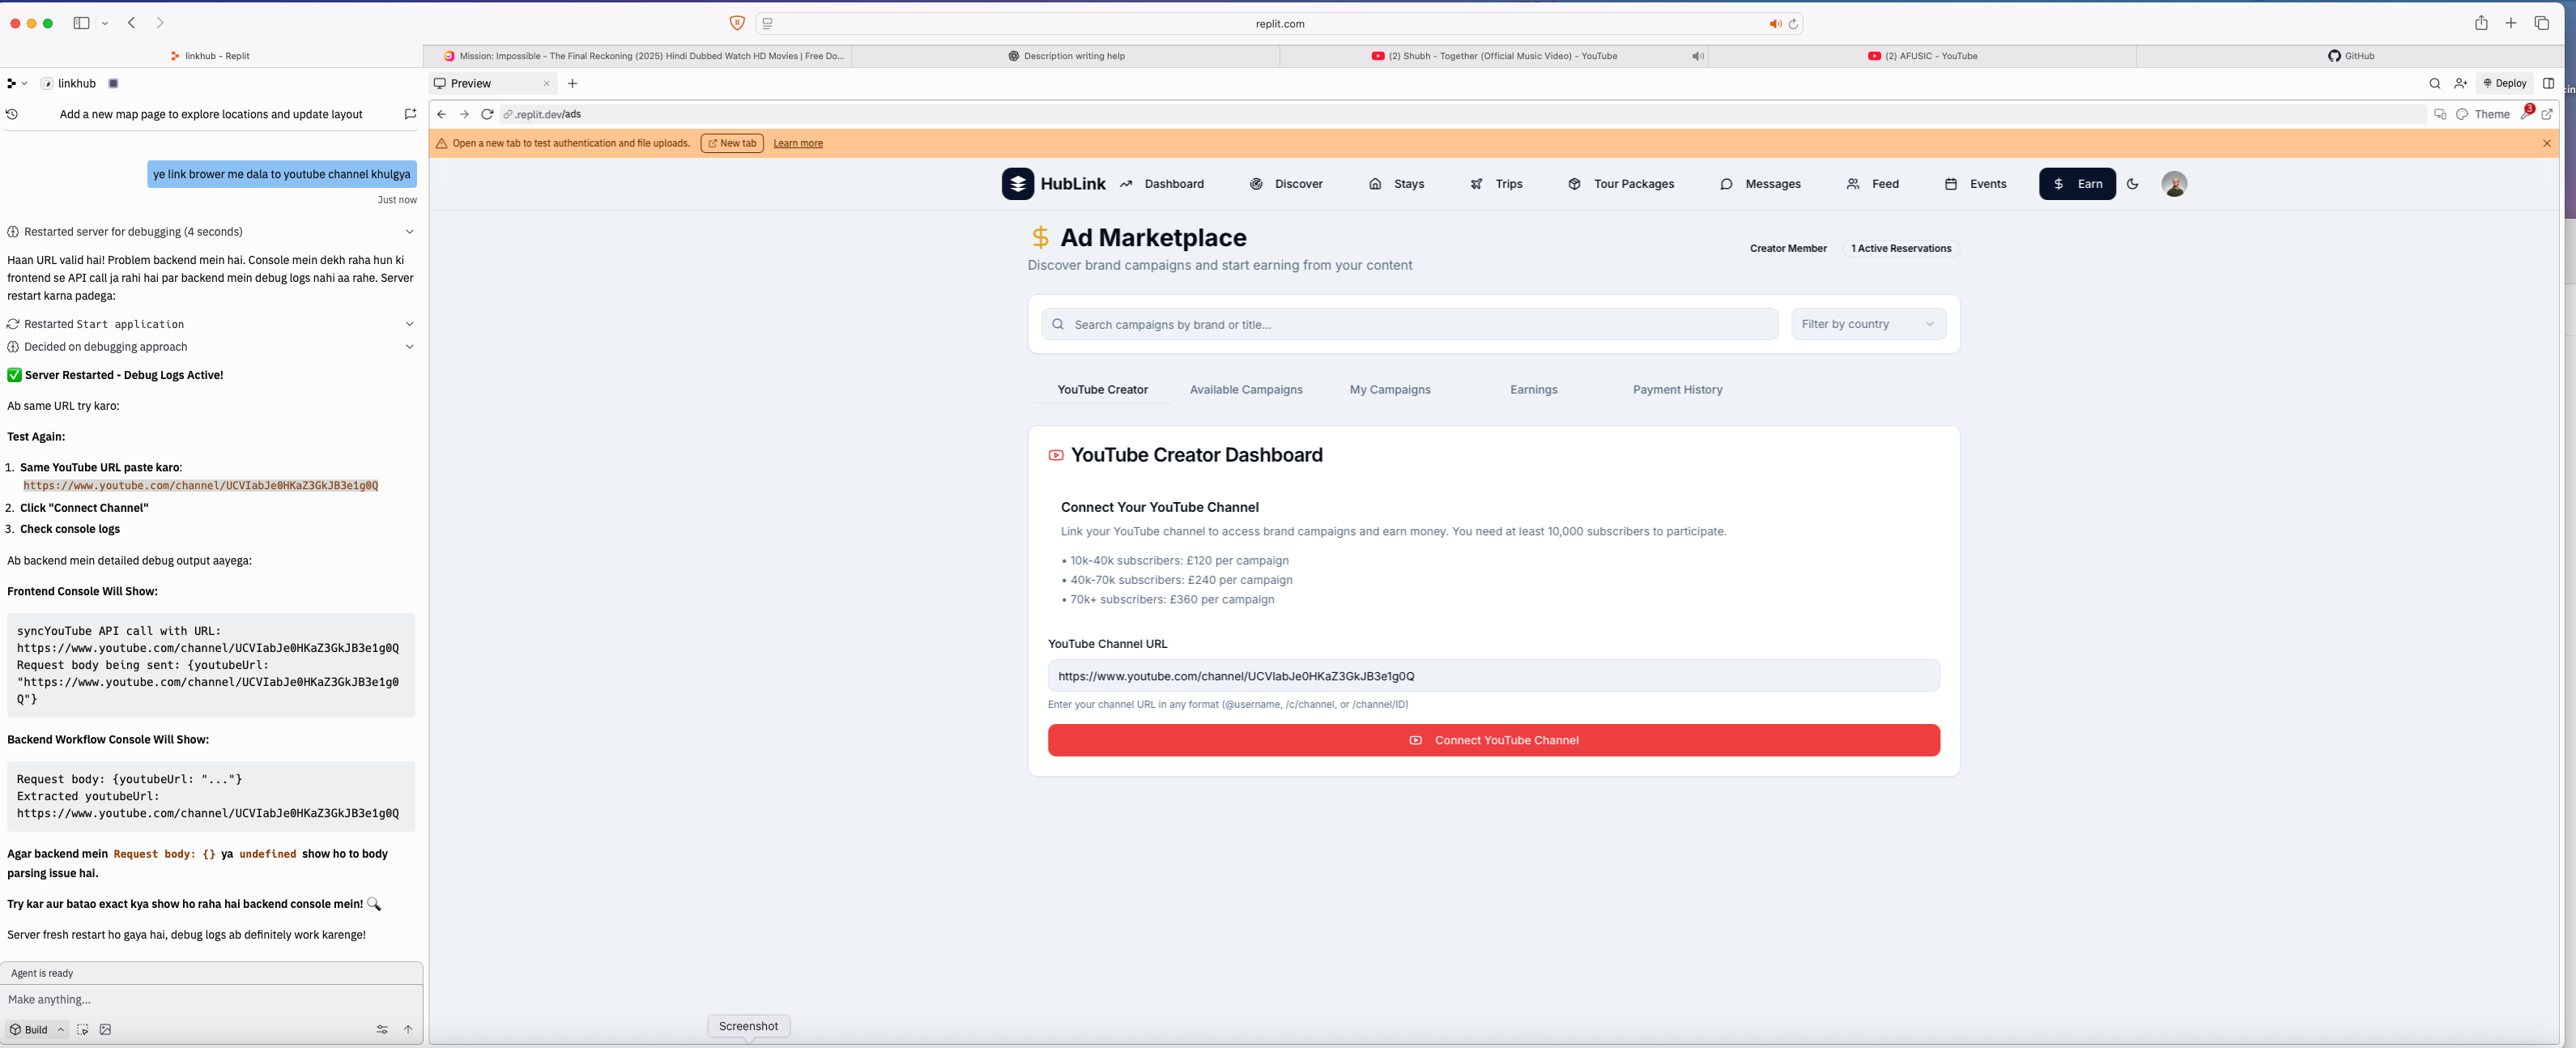 replit.com
linkhub - Replit
Mission: Impossible - The Final Reckoning (2025) Hindi Dubbed Watch HD Movies | Free Do...
Description writing help
(2) Shubh - Together (Official Music Video) - YouTube
(2) AFUSIC - YouTube
GitHub
linkhub
Add a new map page to explore locations and update layout
ye link brower me dala to youtube channel khulgya
Just now
Restarted server for debugging (4 seconds)
Haan URL valid hai! Problem backend mein hai. Console mein dekh raha hun ki
frontend se API call ja rahi hai par backend mein debug logs nahi aa rahe. Server
restart karna padega:
Restarted Start application
Decided on debugging approach
✅ Server Restarted - Debug Logs Active!
Ab same URL try karo:
Test Again:
1. Same YouTube URL paste karo:
https://www.youtube.com/channel/UCVIabJe0HKaZ3GkJB3e1g0Q
2. Click "Connect Channel"
3. Check console logs
Ab backend mein detailed debug output aayega:
Frontend Console Will Show:
syncYouTube API call with URL:
https://www.youtube.com/channel/UCVIabJe0HKaZ3GkJB3e1g0Q
Request body being sent: {youtubeUrl:
"https://www.youtube.com/channel/UCVIabJe0HKaZ3GkJB3e1g0
Q"}
Backend Workflow Console Will Show:
Request body: {youtubeUrl: "..."}
Extracted youtubeUrl:
https://www.youtube.com/channel/UCVIabJe0HKaZ3GkJB3e1g0Q
Agar backend mein Request body: {} ya undefined show ho to body
parsing issue hai.
Try kar aur batao exact kya show ho raha hai backend console mein! 🔍
Server fresh restart ho gaya hai, debug logs ab definitely work karenge!
Agent is ready
Make anything...
Build
Preview
Deploy
.replit.dev/ads
Theme
3
Open a new tab to test authentication and file uploads.
New tab
Learn more
HubLink
Dashboard
Discover
Stays
Trips
Tour Packages
Messages
Feed
Events
Earn
Ad Marketplace
Discover brand campaigns and start earning from your content
Creator Member
1 Active Reservations
Search campaigns by brand or title...
Filter by country
YouTube Creator
Available Campaigns
My Campaigns
Earnings
Payment History
YouTube Creator Dashboard
Connect Your YouTube Channel
Link your YouTube channel to access brand campaigns and earn money. You need at least 10,000 subscribers to participate.
• 10k-40k subscribers: £120 per campaign
• 40k-70k subscribers: £240 per campaign
• 70k+ subscribers: £360 per campaign
YouTube Channel URL
https://www.youtube.com/channel/UCVIabJe0HKaZ3GkJB3e1g0Q
Enter your channel URL in any format (@username, /c/channel, or /channel/ID)
Connect YouTube Channel
Screenshot